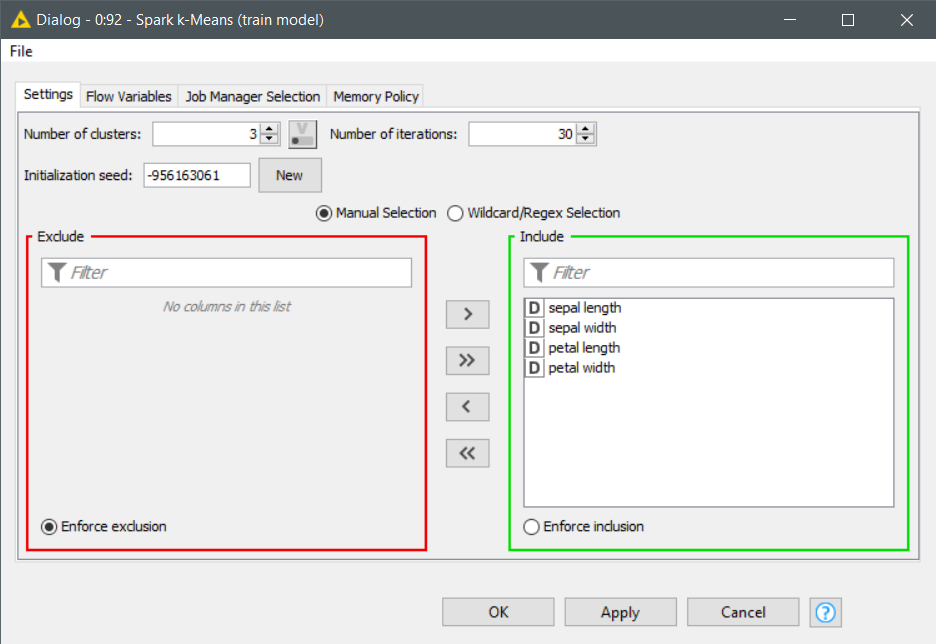 Dialog - 0:92 - Spark k-Means (train model)
File
Settings Flow Variables Job Manager Selection Memory Policy
Number of clusters: 3 V Number of iterations: 30
Initialization seed: -956163061 New
Manual Selection Wildcard/Regex Selection
Exclude Include
Filter Filter
No columns in this list D sepal length
D sepal width
D petal length
D petal width
> 
>>
<
<<
Enforce exclusion Enforce inclusion
OK Apply Cancel ?